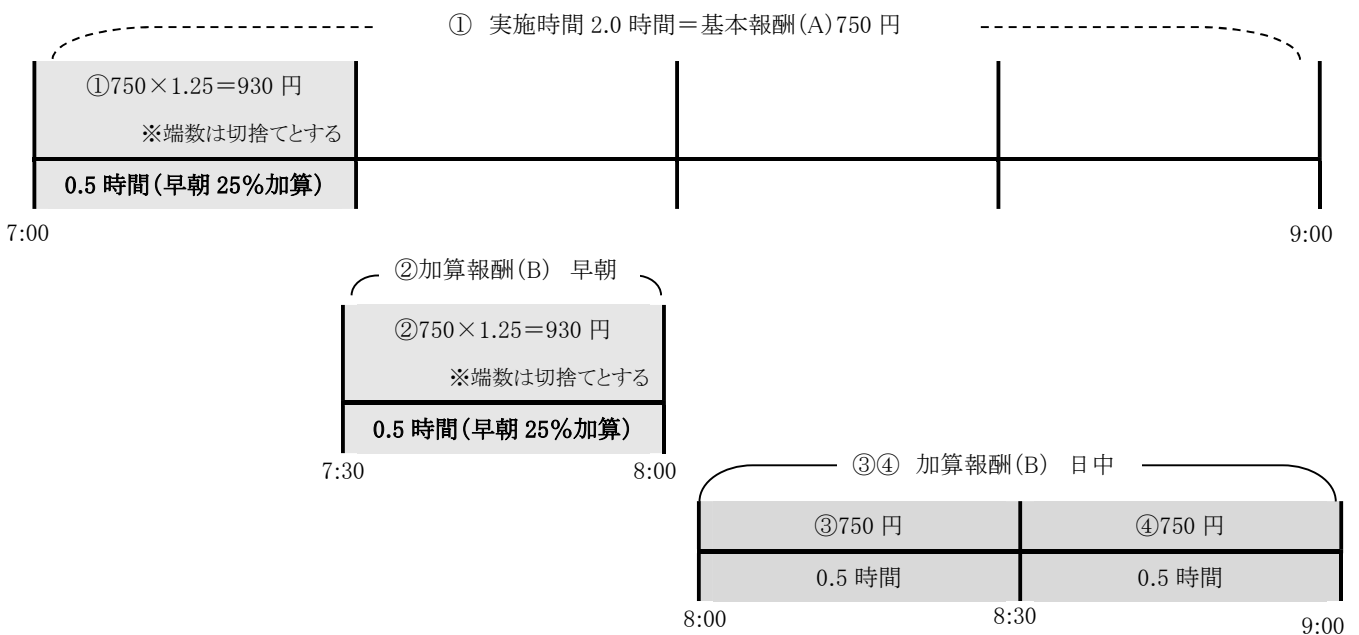 ① 実施時間 2.0 時間＝基本報酬(A)750 円
①750×1.25＝930 円
※端数は切捨てとする
0.5 時間(早朝 25％加算)
7:00
9:00
②加算報酬(B) 早朝
②750×1.25＝930 円
※端数は切捨てとする
0.5 時間(早朝 25％加算)
7:30
8:00
③④ 加算報酬(B) 日中
③750 円
④750 円
0.5 時間
0.5 時間
8:00
8:30
9:00